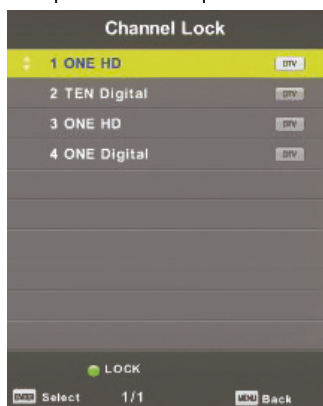 Channel Lock
1 ONE HD DTV
2 TEN Digital DTV
3 ONE HD DTV
4 ONE Digital DTV
LOCK
ENTER Select 1/1 MENU Back